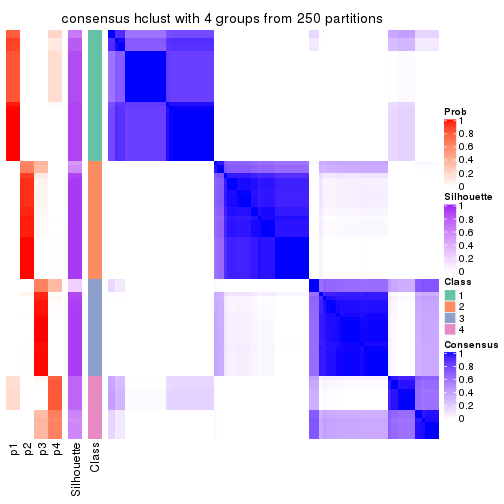 consensus hclust with 4 groups from 250 partitions
Prob
1
0.8
0.6
0.4
0.2
0
Silhouette
1
0.8
0.6
0.4
0.2
0
Class
1
2
3
4
Consensus
1
0.8
0.6
0.4
0.2
0
p1
p2
p3
p4
Silhouette
Class